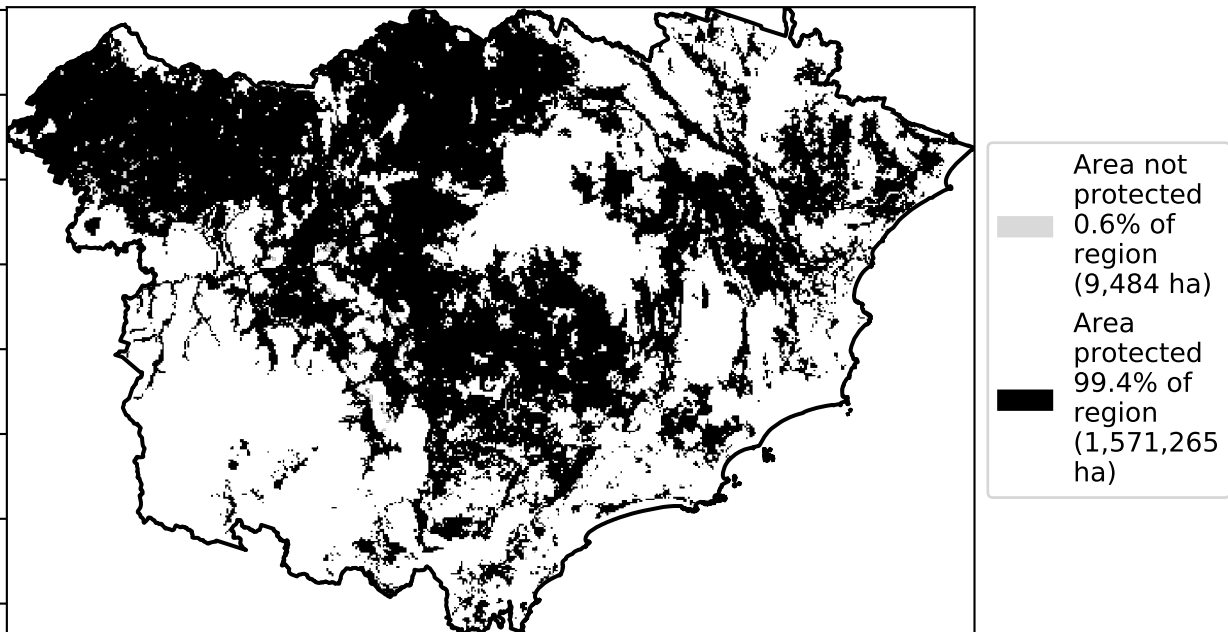 Area not
protected
0.6% of
region
(9,484 ha)
Area
protected
99.4% of
region
(1,571,265
ha)